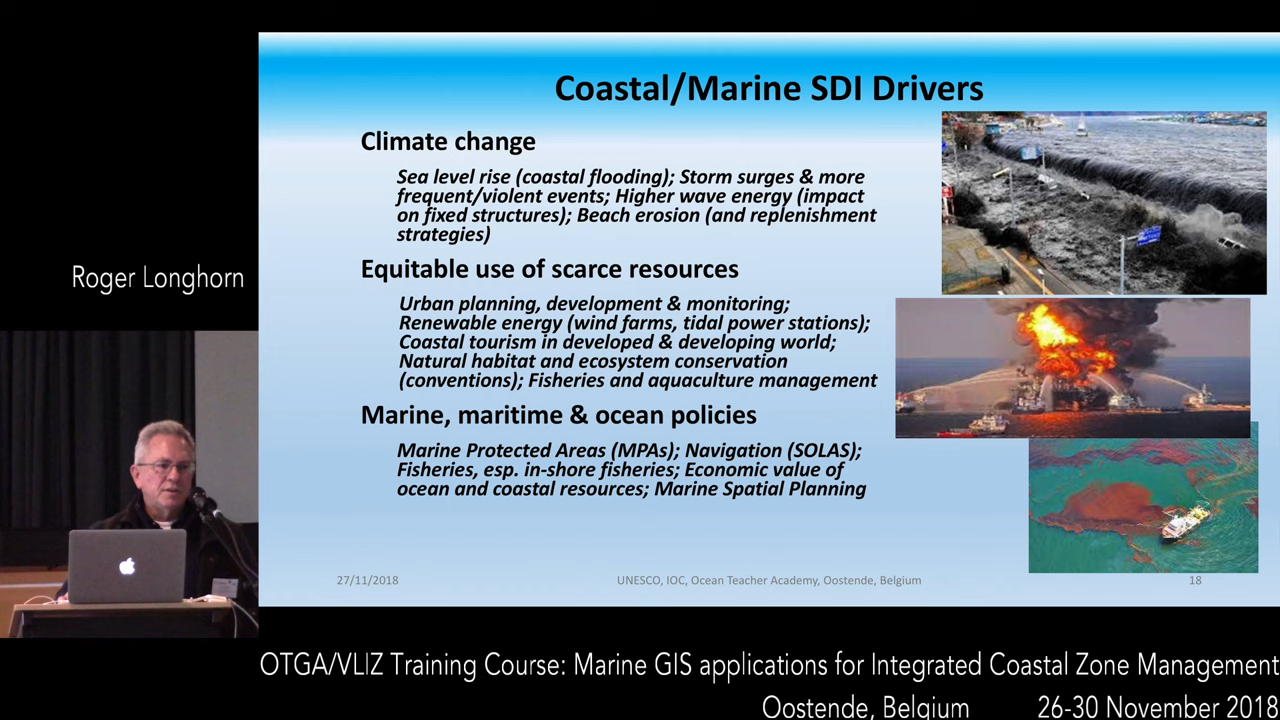 Coastal/Marine SDI Drivers
Climate change
Sea level rise (coastal flooding); Storm surges & more
frequent/violent events; Higher wave energy (impact
on fixed structures); Beach erosion (and replenishment
strategies)
Roger Longhorn
Equitable use of scarce resources
Urban planning, development & monitoring;
Renewable energy (wind farms, tidal power stations);
Coastal tourism in developed & developing world;
Natural habitat and ecosystem conservation
(conventions); Fisheries and aquaculture management
Marine, maritime & ocean policies
Marine Protected Areas (MPAs); Navigation (SOLAS);
Fisheries, esp. in-shore fisheries; Economic value of
ocean and coastal resources; Marine Spatial Planning
27/11/2018 UNESCO, IOC, Ocean Teacher Academy, Oostende, Belgium 18
OTGA/VLIZ Training Course: Marine GIS applications for Integrated Coastal Zone Management
Oostende, Belgium 26-30 November 2018